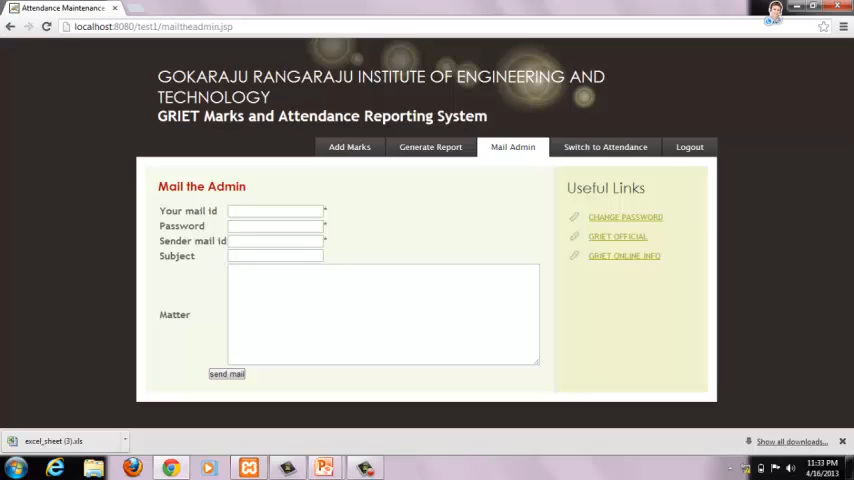 Attendance Maintenance
localhost:8080/test1/mailtheadmin.jsp
GOKARAJU RANGARAJU INSTITUTE OF ENGINEERING AND
TECHNOLOGY
GRIET Marks and Attendance Reporting System
Add Marks Generate Report Mail Admin Switch to Attendance Logout
Mail the Admin
Your mail id *
Password *
Sender mail id *
Subject
Matter
send mail
Useful Links
CHANGE PASSWORD
GRIET OFFICIAL
GRIET ONLINE INFO
excel_sheet (3).xls
Show all downloads...
11:33 PM
4/16/2013